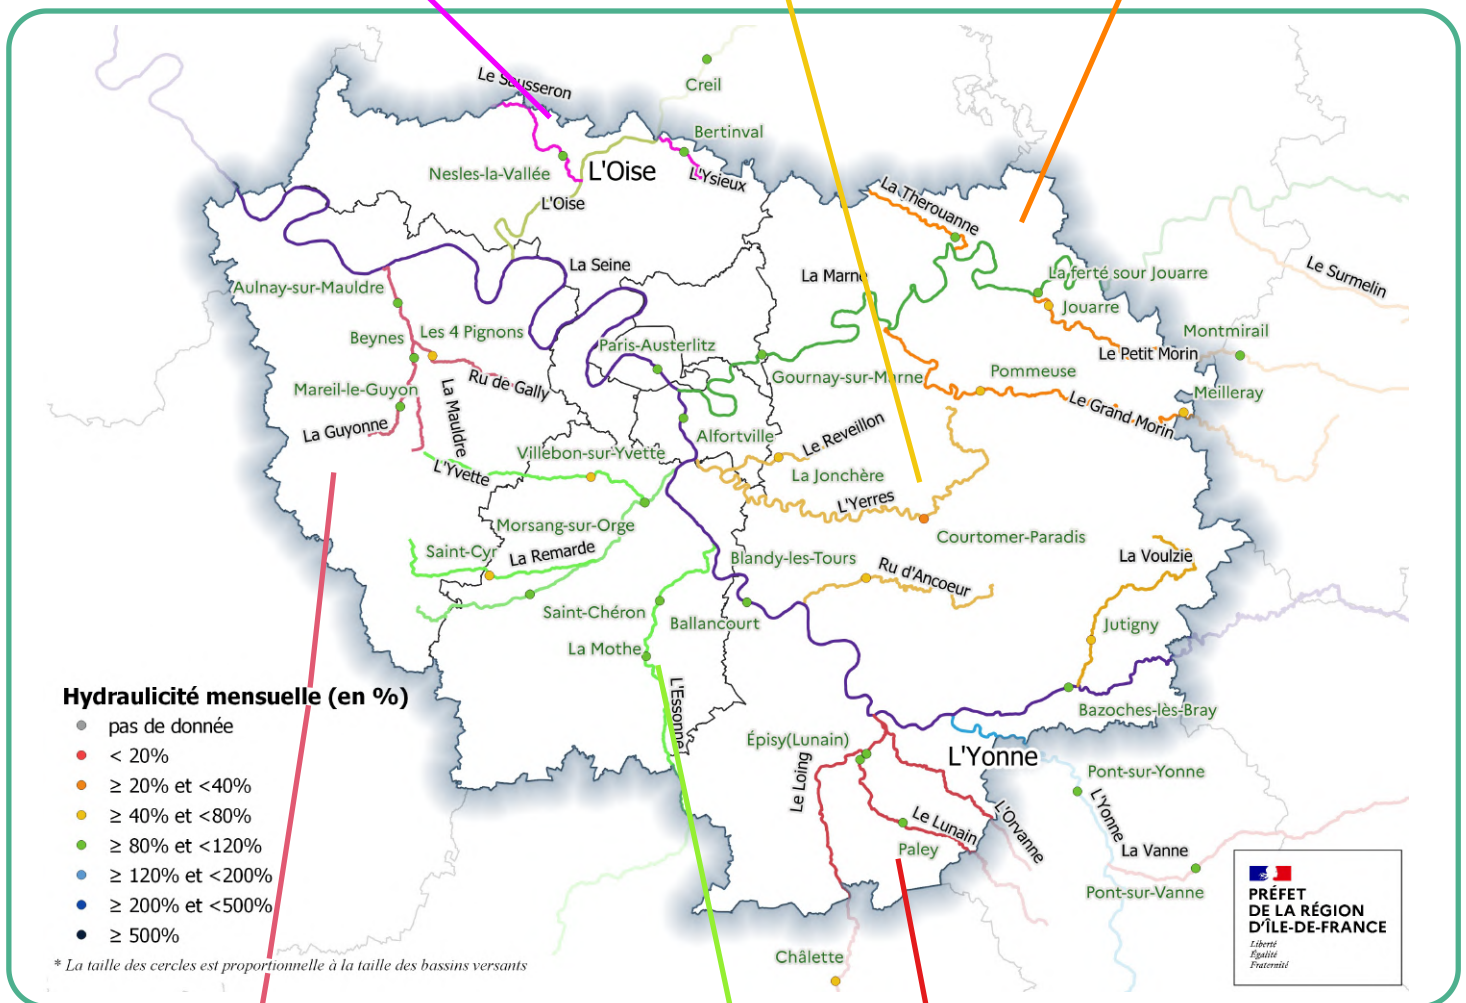 Le Sausseron
Creil
Bertinval
Nesles-la-Vallée
L'Oise
L'Ysieux
L'Oise
La Therouanne
La Seine
La Marne
La ferté sour Jouarre
Le Surmelin
Aulnay-sur-Mauldre
Jouarre
Beynes
Les 4 Pignons
Paris-Austerlitz
Montmirail
Le Petit Morin
Mareil-le-Guyon
Ru de Gally
Gournay-sur-Marne
Pommeuse
Meilleray
La Mauldre
Le Grand Morin
La Guyonne
Alfortville
Le Reveillon
Villebon-sur-Yvette
L'Yvette
La Jonchère
L'Yerres
Morsang-sur-Orge
Courtomer-Paradis
Saint-Cyr
La Remarde
Blandy-les-Tours
Ru d'Ancoeur
La Voulzie
Saint-Chéron
Ballancourt
Jutigny
La Mothe
L'Essonne
Bazoches-lès-Bray
Épisy(Lunain)
L'Yonne
Le Loing
Pont-sur-Yonne
L'Yonne
Le Lunain
L'Orvanne
Paley
La Vanne
Pont-sur-Vanne
Châlette
Hydraulicité mensuelle (en %)
pas de donnée
< 20%
≥ 20% et <40%
≥ 40% et <80%
≥ 80% et <120%
≥ 120% et <200%
≥ 200% et <500%
≥ 500%
* La taille des cercles est proportionnelle à la taille des bassins versants
PRÉFET
DE LA RÉGION
D'ÎLE-DE-FRANCE
Liberté
Égalité
Fraternité